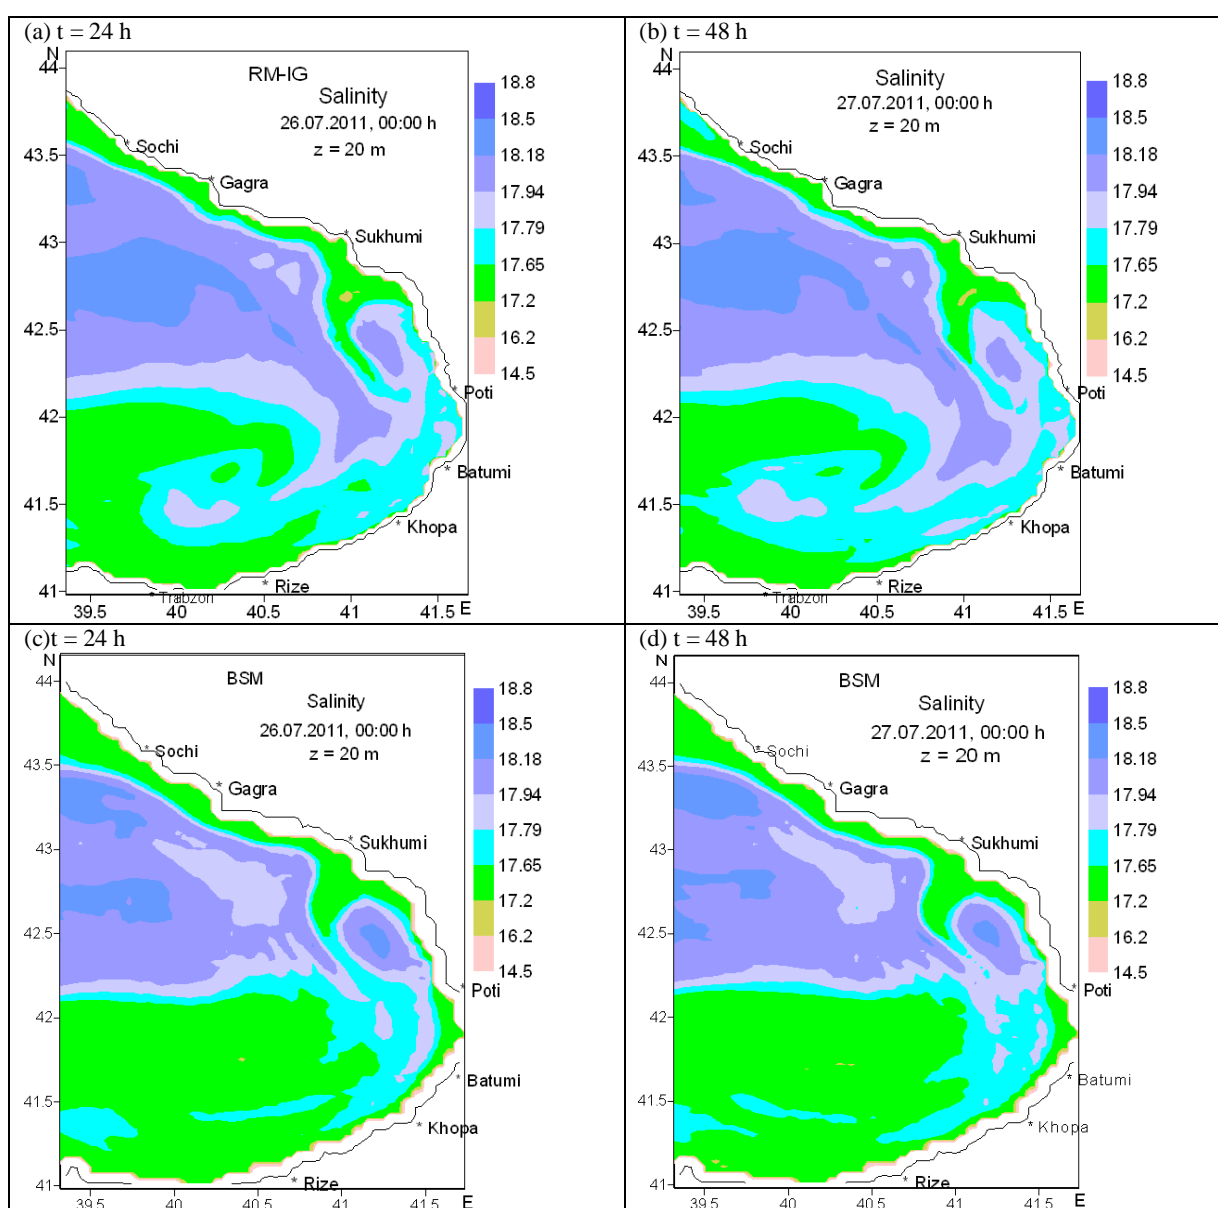 (a) t = 24 h
N
44
43.5
43
42.5
42
41.5
41
39.5
40
40.5
41
41.5
E
RM-IG
Salinity
26.07.2011, 00:00 h
z = 20 m
* Sochi
* Gagra
* Sukhumi
* Poti
* Batumi
* Khopa
* Rize
* Trabzon
18.8
18.5
18.18
17.94
17.79
17.65
17.2
16.2
14.5
(b) t = 48 h
N
44
43.5
43
42.5
42
41.5
41
39.5
40
40.5
41
41.5
E
Salinity
27.07.2011, 00:00 h
z = 20 m
* Sochi
* Gagra
* Sukhumi
* Poti
* Batumi
* Khopa
* Rize
* Trabzon
18.8
18.5
18.18
17.94
17.79
17.65
17.2
16.2
14.5
(c)t = 24 h
N
44
43.5
43
42.5
42
41.5
41
39.5
40
40.5
41
41.5
E
BSM
Salinity
26.07.2011, 00:00 h
z = 20 m
* Sochi
* Gagra
* Sukhumi
* Poti
* Batumi
* Khopa
* Rize
18.8
18.5
18.18
17.94
17.79
17.65
17.2
16.2
14.5
(d) t = 48 h
N
44
43.5
43
42.5
42
41.5
41
39.5
40
40.5
41
41.5
E
BSM
Salinity
27.07.2011, 00:00 h
z = 20 m
* Sochi
* Gagra
* Sukhumi
* Poti
* Batumi
* Khopa
* Rize
18.8
18.5
18.18
17.94
17.79
17.65
17.2
16.2
14.5